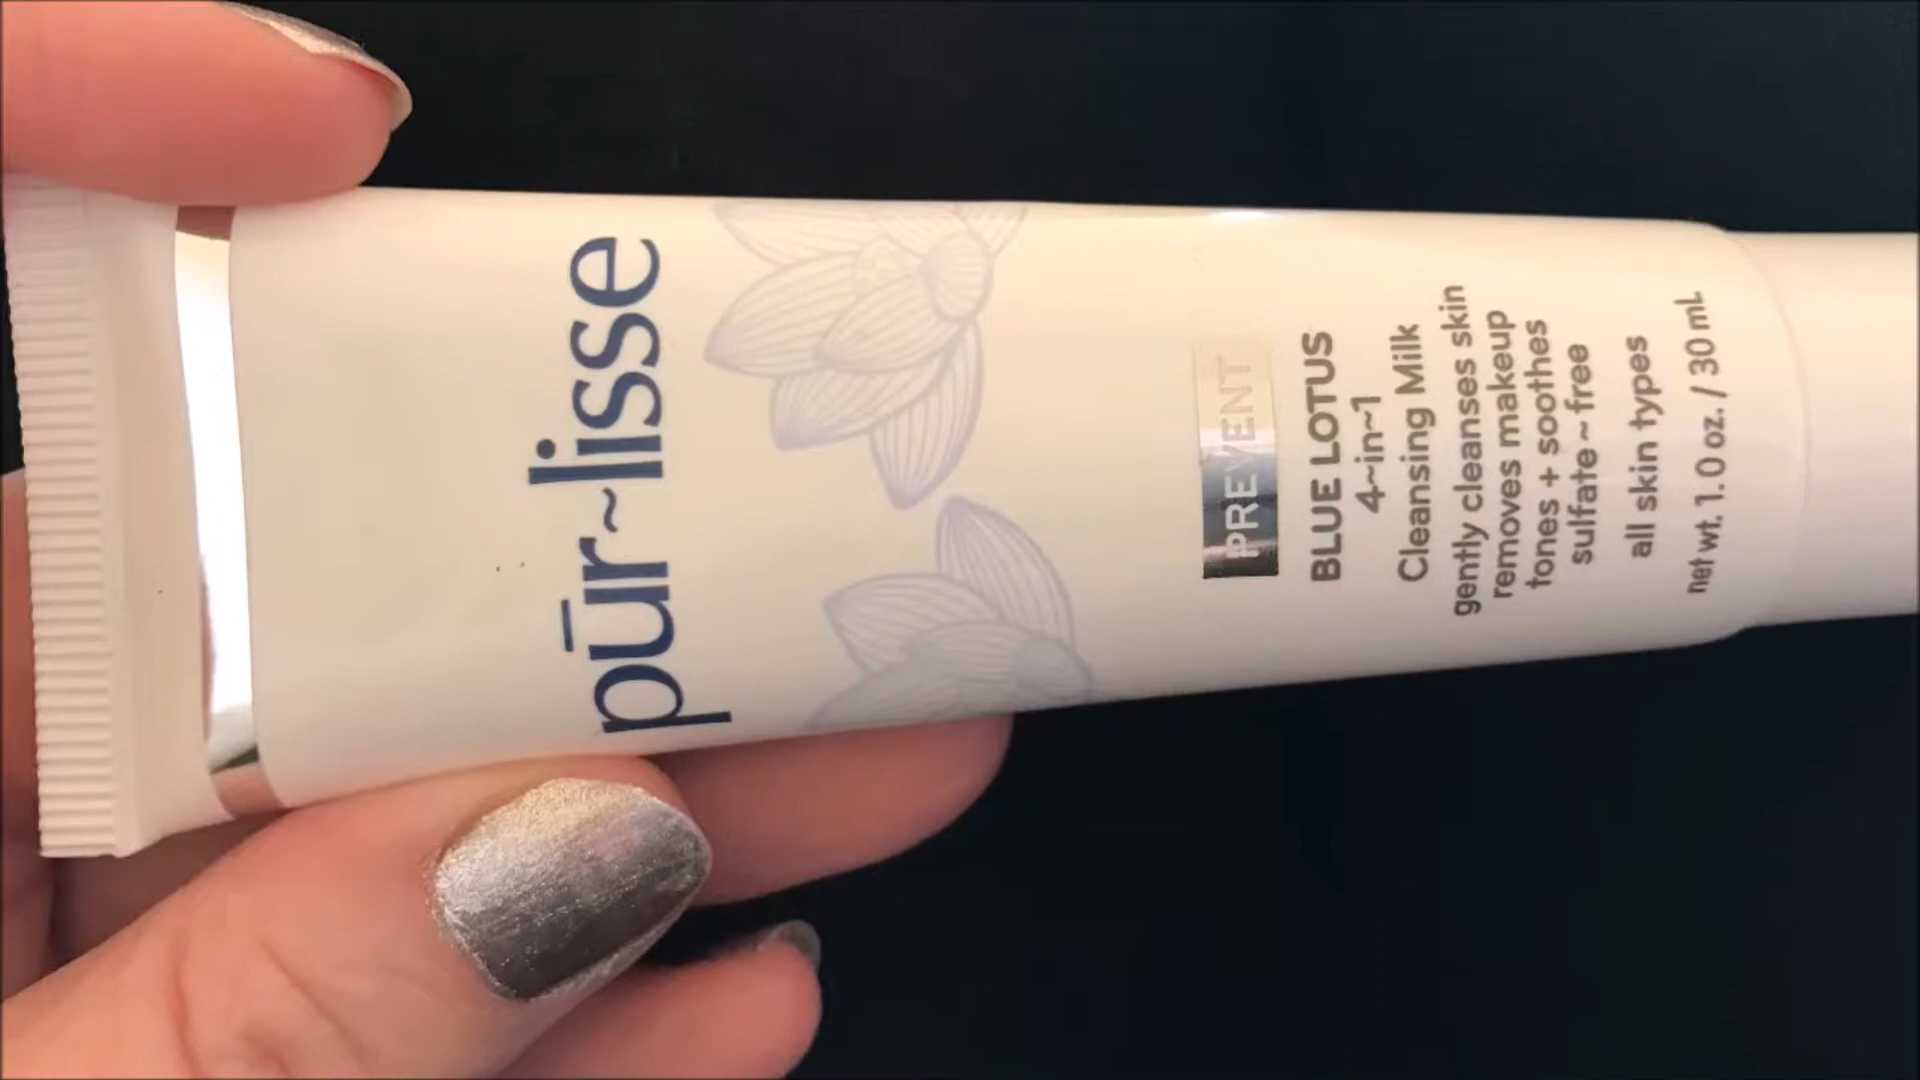 pūr~lisse
PREVENT
BLUE LOTUS
4~in~1
Cleansing Milk
gently cleanses skin
removes makeup
tones + soothes
sulfate ~ free
all skin types
net wt. 1.0 oz. / 30 mL